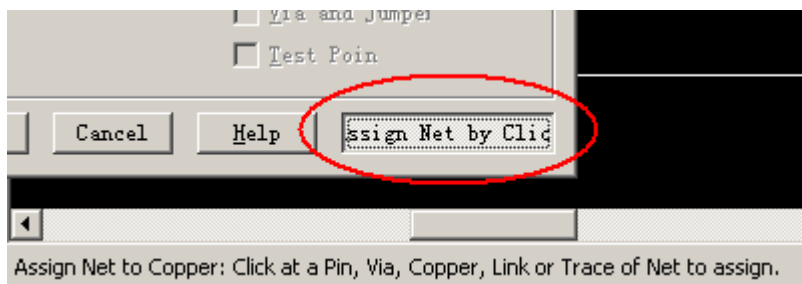 Via and Jumper
Test Poin
Cancel
Help
ssign Net by Clic
Assign Net to Copper: Click at a Pin, Via, Copper, Link or Trace of Net to assign.